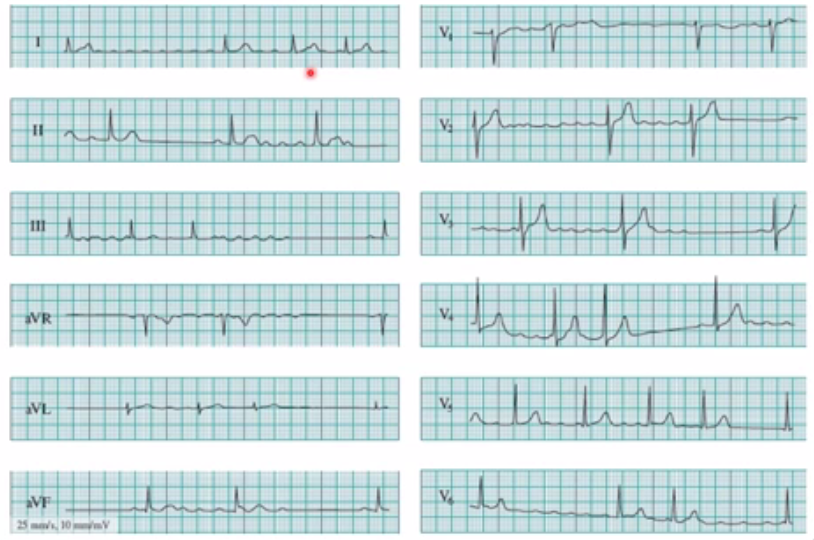 I
II
III
aVR
aVL
aVF
25 mm/s, 10 mm/mV
V₁
V₂
V₃
V₄
V₅
V₆